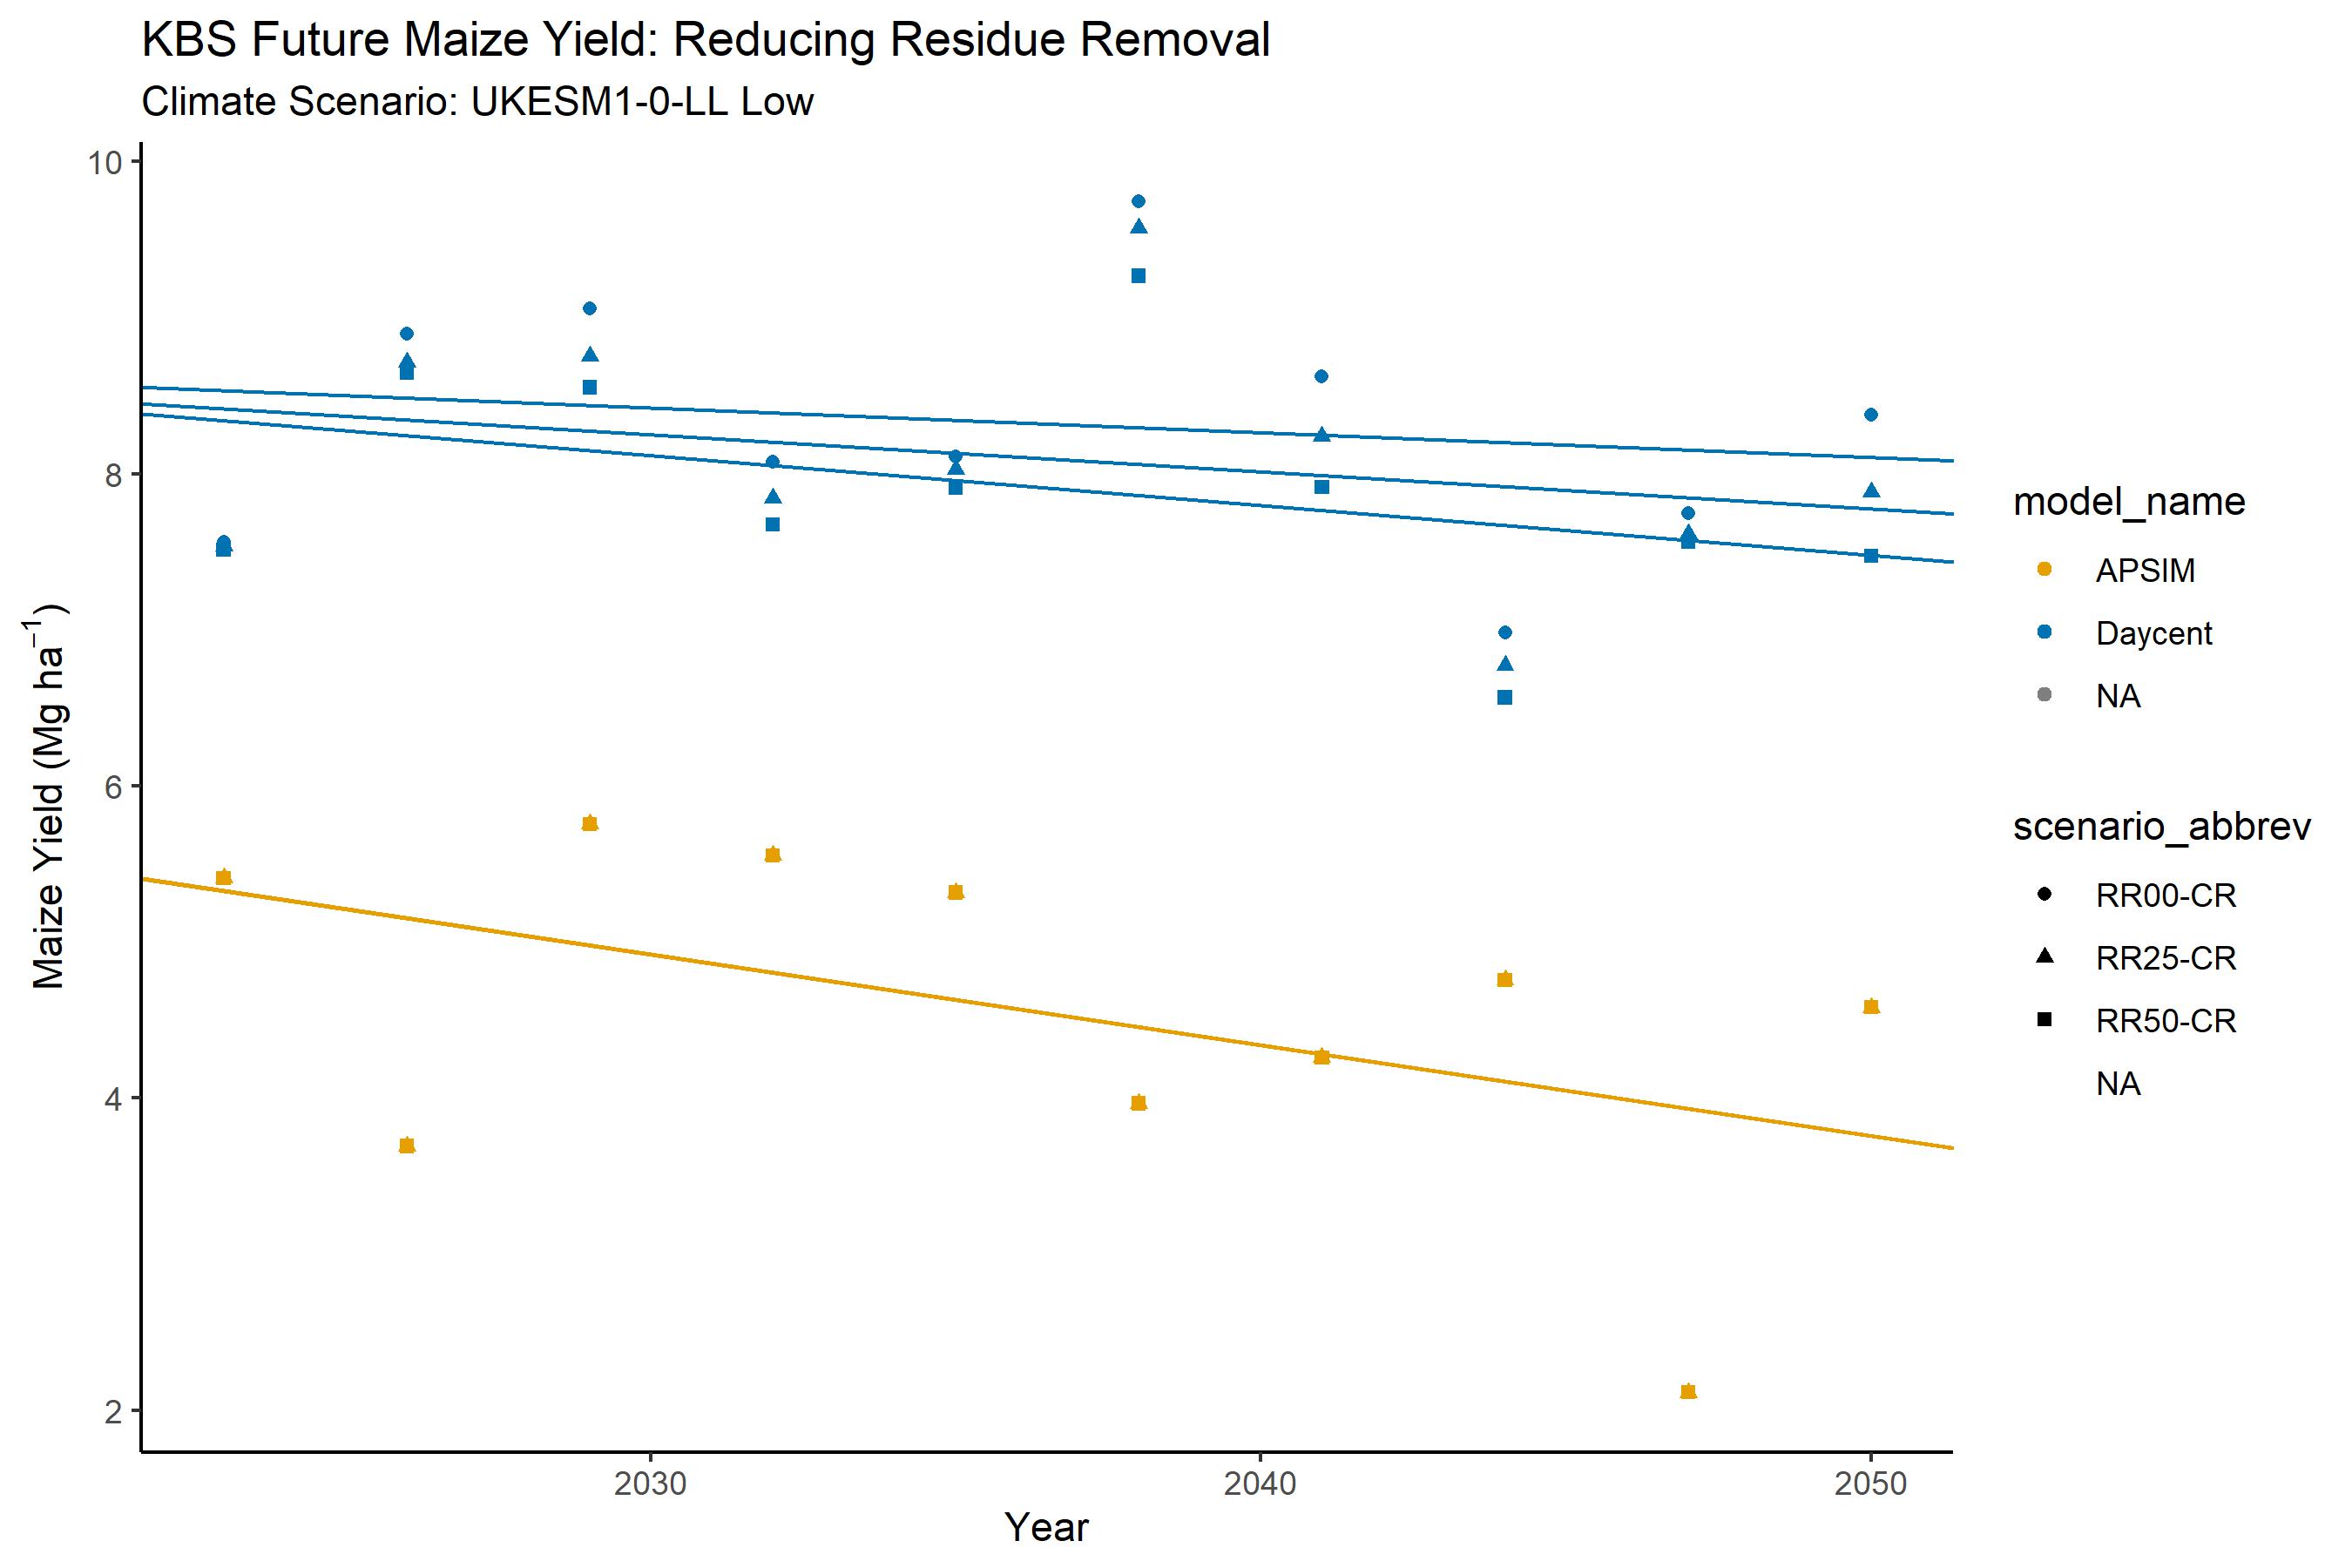 KBS Future Maize Yield: Reducing Residue Removal
Climate Scenario: UKESM1-0-LL Low
10
8
6
4
2
Maize Yield (Mg ha⁻¹)
2030
2040
2050
Year
model_name
APSIM
Daycent
NA
scenario_abbrev
RR00-CR
RR25-CR
RR50-CR
NA